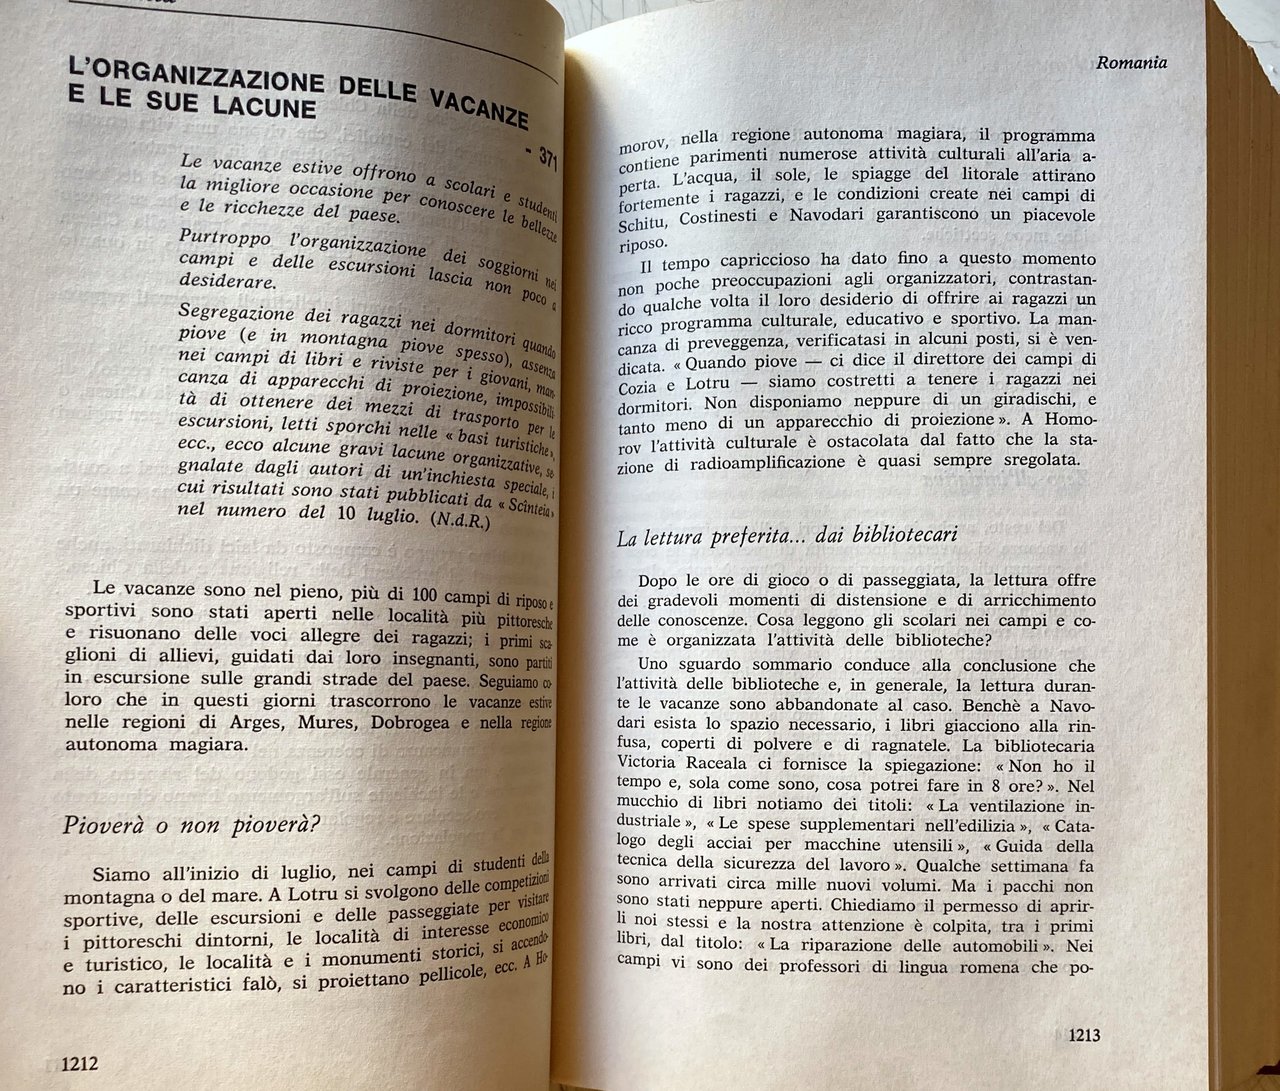 L'ORGANIZZAZIONE DELLE VACANZE
E LE SUE LACUNE
- 371
Le vacanze estive offrono a scolari e studenti
la migliore occasione per conoscere le bellezze
e le ricchezze del paese.
Purtroppo l'organizzazione dei soggiorni nei
campi e delle escursioni lascia non poco a
desiderare.
Segregazione dei ragazzi nei dormitori quando
piove (e in montagna piove spesso), assenza
nei campi di libri e riviste per i giovani, man-
canza di apparecchi di proiezione, impossibili-
tà di ottenere dei mezzi di trasporto per le
escursioni, letti sporchi nelle « basi turistiche »,
ecc., ecco alcune gravi lacune organizzative, se-
gnalate dagli autori di un'inchiesta speciale, i
cui risultati sono stati pubblicati da « Scînteia »
nel numero del 10 luglio. (N.d.R.)
Le vacanze sono nel pieno, più di 100 campi di riposo e
sportivi sono stati aperti nelle località più pittoresche
e risuonano delle voci allegre dei ragazzi; i primi sca-
glioni di allievi, guidati dai loro insegnanti, sono partiti
in escursione sulle grandi strade del paese. Seguiamo co-
loro che in questi giorni trascorrono le vacanze estive
nelle regioni di Arges, Mures, Dobrogea e nella regione
autonoma magiara.
Pioverà o non pioverà?
Siamo all'inizio di luglio, nei campi di studenti della
montagna o del mare. A Lotru si svolgono delle competizioni
sportive, delle escursioni e delle passeggiate per visitare
i pittoreschi dintorni, le località di interesse economico
e turistico, le località e i monumenti storici, si accendo-
no i caratteristici falò, si proiettano pellicole, ecc. A Ho-
1212
Romania
morov, nella regione autonoma magiara, il programma
contiene parimenti numerose attività culturali all'aria a-
perta. L'acqua, il sole, le spiagge del litorale attirano
fortemente i ragazzi, e le condizioni create nei campi di
Schitu, Costinesti e Navodari garantiscono un piacevole
riposo.
Il tempo capriccioso ha dato fino a questo momento
non poche preoccupazioni agli organizzatori, contrastan-
do qualche volta il loro desiderio di offrire ai ragazzi un
ricco programma culturale, educativo e sportivo. La man-
canza di preveggenza, verificatasi in alcuni posti, si è ven-
dicata. « Quando piove — ci dice il direttore dei campi di
Cozia e Lotru — siamo costretti a tenere i ragazzi nei
dormitori. Non disponiamo neppure di un giradischi, e
tanto meno di un apparecchio di proiezione ». A Homo-
rov l'attività culturale è ostacolata dal fatto che la sta-
zione di radioamplificazione è quasi sempre sregolata.
La lettura preferita... dai bibliotecari
Dopo le ore di gioco o di passeggiata, la lettura offre
dei gradevoli momenti di distensione e di arricchimento
delle conoscenze. Cosa leggono gli scolari nei campi e co-
me è organizzata l'attività delle biblioteche?
Uno sguardo sommario conduce alla conclusione che
l'attività delle biblioteche e, in generale, la lettura duran-
te le vacanze sono abbandonate al caso. Benchè a Navo-
dari esista lo spazio necessario, i libri giacciono alla rin-
fusa, coperti di polvere e di ragnatele. La bibliotecaria
Victoria Raceala ci fornisce la spiegazione: « Non ho il
tempo e, sola come sono, cosa potrei fare in 8 ore? ». Nel
mucchio di libri notiamo dei titoli: « La ventilazione in-
dustriale », « Le spese supplementari nell'edilizia », « Cata-
logo degli acciai per macchine utensili », « Guida della
tecnica della sicurezza del lavoro ». Qualche settimana fa
sono arrivati circa mille nuovi volumi. Ma i pacchi non
sono stati neppure aperti. Chiediamo il permesso di aprir-
li noi stessi e la nostra attenzione è colpita, tra i primi
libri, dal titolo: « La riparazione delle automobili ». Nei
campi vi sono dei professori di lingua romena che po-
1213